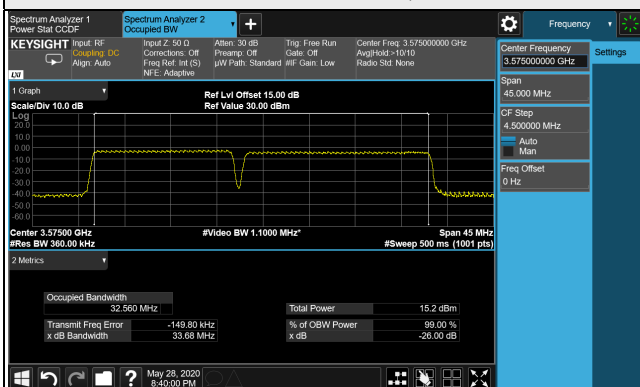 Spectrum Analyzer 1
Power Stat CCDF
Spectrum Analyzer 2
Occupied BW
Frequency
KEYSIGHT
LXI
Input: RF
Coupling: DC
Align: Auto
Input Z: 50 Ω
Corrections: Off
Freq Ref: Int (S)
NFE: Adaptive
Atten: 30 dB
Preamp: Off
µW Path: Standard
Trig: Free Run
Gate: Off
#IF Gain: Low
Center Freq: 3.575000000 GHz
Avg|Hold:>10/10
Radio Std: None
Center Frequency
3.575000000 GHz
Settings
Span
45.000 MHz
CF Step
4.500000 MHz
Auto
Man
Freq Offset
0 Hz
1 Graph
Scale/Div 10.0 dB
Ref Lvl Offset 15.00 dB
Ref Value 30.00 dBm
Log
20.0
10.0
0.00
-10.0
-20.0
-30.0
-40.0
-50.0
-60.0
Center 3.57500 GHz
#Res BW 360.00 kHz
#Video BW 1.1000 MHz*
Span 45 MHz
#Sweep 500 ms (1001 pts)
2 Metrics
Occupied Bandwidth
32.560 MHz
Total Power 15.2 dBm
Transmit Freq Error -149.80 kHz
% of OBW Power 99.00 %
x dB Bandwidth 33.68 MHz
x dB -26.00 dB
?
May 28, 2020
8:40:00 PM